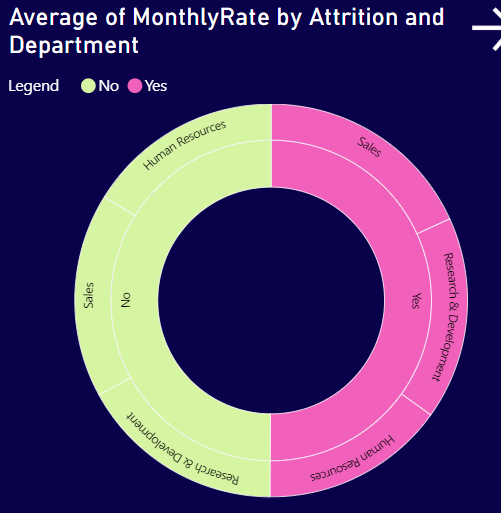 Average of MonthlyRate by Attrition and
Department
Legend No Yes
Human Resources
Sales
Sales
No
Yes
Research & Development
Research & Development
Human Resources